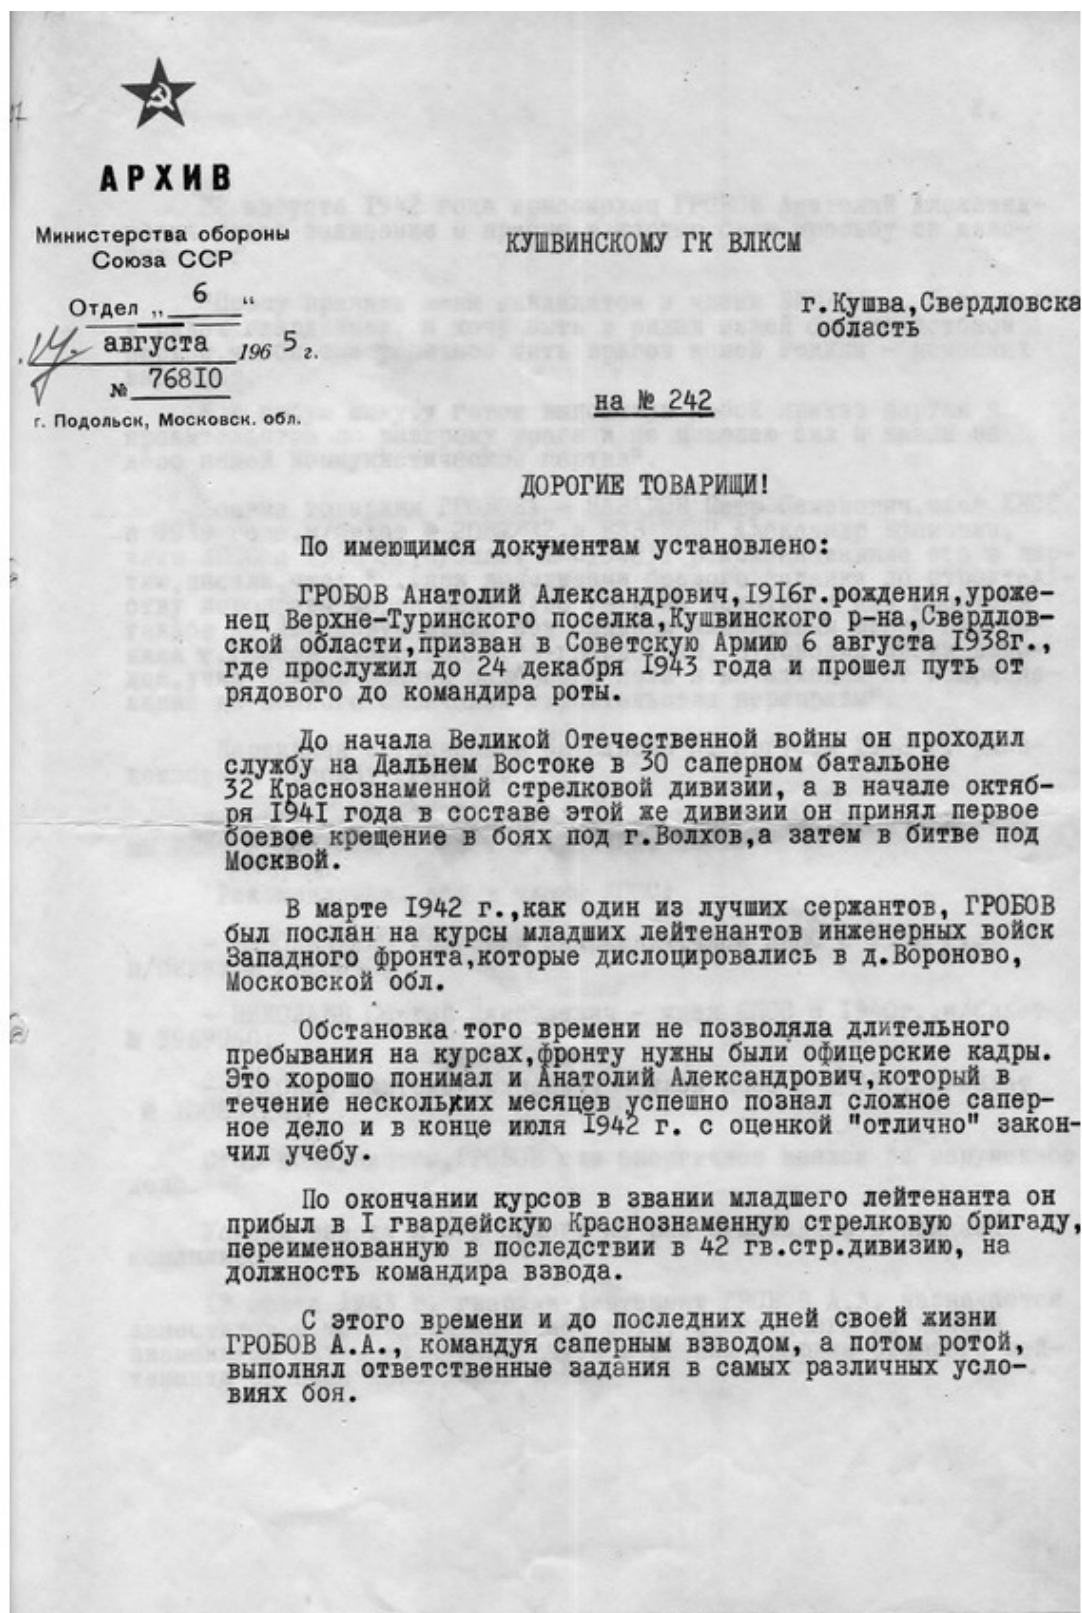 АРХИВ
Министерства обороны
Союза ССР
Отдел „ 6 "
14. августа 1965 г.
№ 76810
г. Подольск, Московск. обл.
КУШВИНСКОМУ ГК ВЛКСМ
г.Кушва,Свердловска
область
на № 242
ДОРОГИЕ ТОВАРИЩИ!
По имеющимся документам установлено:
ГРОБОВ Анатолий Александрович,1916г.рождения,уроже-
нец Верхне-Туринского поселка,Кушвинского р-на,Свердлов-
ской области,призван в Советскую Армию 6 августа 1938г.,
где прослужил до 24 декабря 1943 года и прошел путь от
рядового до командира роты.
До начала Великой Отечественной войны он проходил
службу на Дальнем Востоке в 30 саперном батальоне
32 Краснознаменной стрелковой дивизии, а в начале октяб-
ря 1941 года в составе этой же дивизии он принял первое
боевое крещение в боях под г.Волхов,а затем в битве под
Москвой.
В марте 1942 г.,как один из лучших сержантов, ГРОБОВ
был послан на курсы младших лейтенантов инженерных войск
Западного фронта,которые дислоцировались в д.Вороново,
Московской обл.
Обстановка того времени не позволяла длительного
пребывания на курсах,фронту нужны были офицерские кадры.
Это хорошо понимал и Анатолий Александрович,который в
течение нескольких месяцев успешно познал сложное сапер-
ное дело и в конце июля 1942 г. с оценкой "отлично" закон-
чил учебу.
По окончании курсов в звании младшего лейтенанта он
прибыл в I гвардейскую Краснознаменную стрелковую бригаду,
переименованную в последствии в 42 гв.стр.дивизию, на
должность командира взвода.
С этого времени и до последних дней своей жизни
ГРОБОВ А.А., командуя саперным взводом, а потом ротой,
выполнял ответственные задания в самых различных усло-
виях боя.